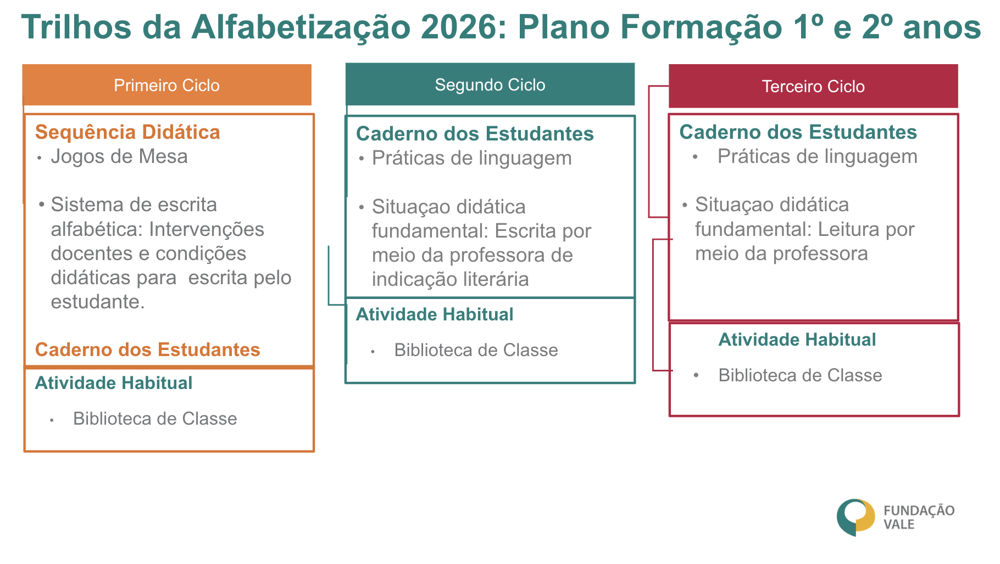 Trilhos da Alfabetização 2026: Plano Formação 1º e 2º anos
Primeiro Ciclo
Sequência Didática
• Jogos de Mesa
• Sistema de escrita
alfabética: Intervenções
docentes e condições
didáticas para  escrita pelo
estudante.
Caderno dos Estudantes
Atividade Habitual
• Biblioteca de Classe
Segundo Ciclo
Caderno dos Estudantes
• Práticas de linguagem
• Situaçao didática
fundamental: Escrita por
meio da professora de
indicação literária
Atividade Habitual
• Biblioteca de Classe
Terceiro Ciclo
Caderno dos Estudantes
• Práticas de linguagem
• Situaçao didática
fundamental: Leitura por
meio da professora
Atividade Habitual
• Biblioteca de Classe
FUNDAÇÃO
VALE